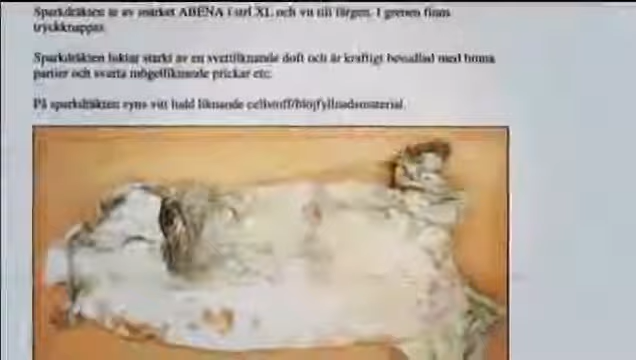 Sparkdräkten är av märket ABENA i strl XL och vit till färgen. I grenen finns
tryckknappar.
Sparkdräkten luktar starkt av en svettliknande doft och är kraftigt besudlad med bruna
partier och svarta mögelliknande prickar etc.
På sparkdräkten syns vitt ludd liknande cellstoff/blöjfyllnadsmaterial.